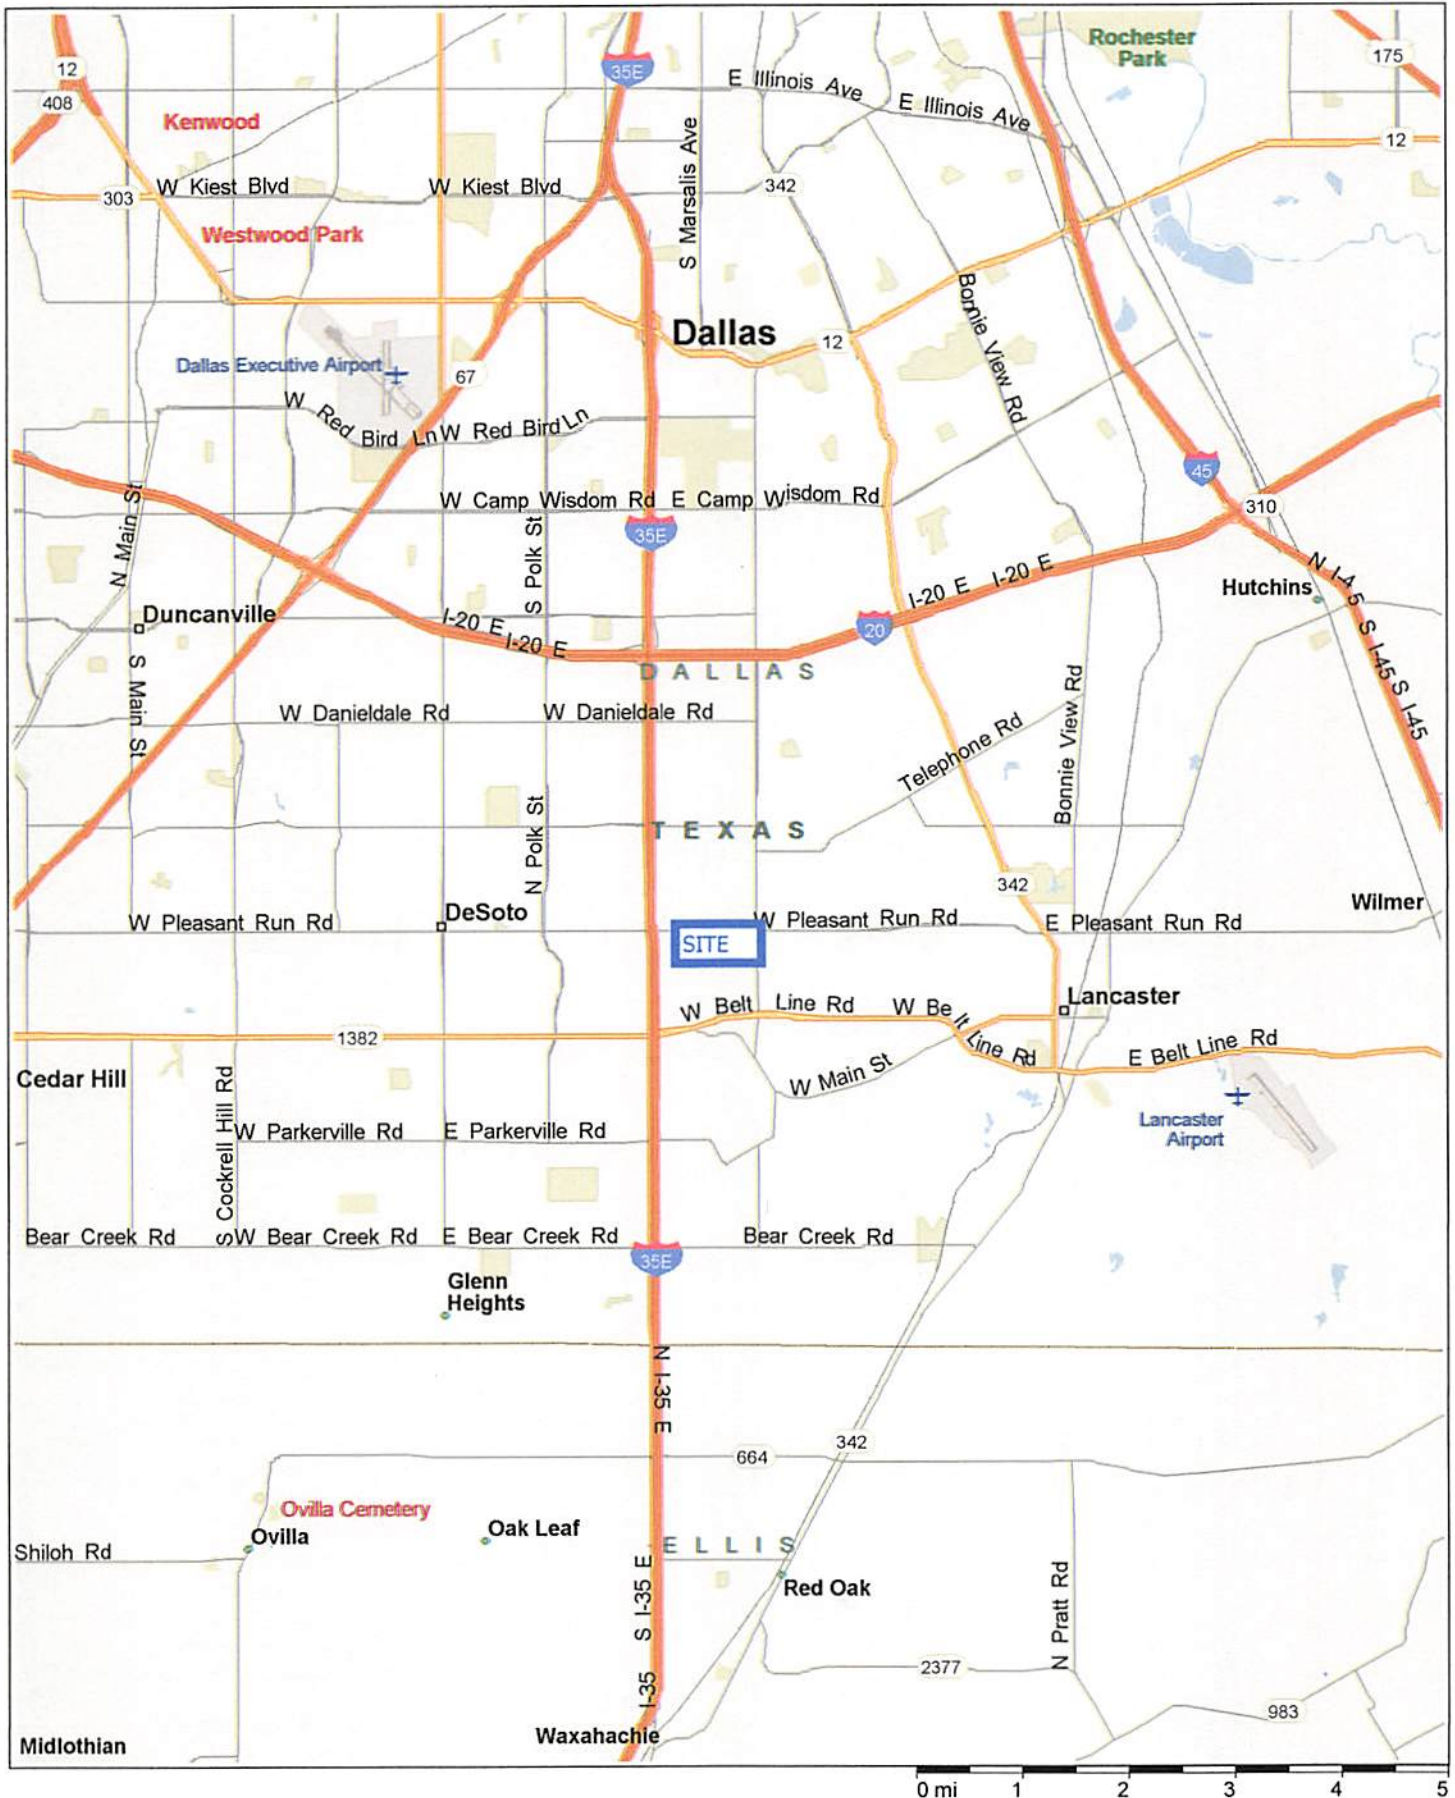 Rochester
Park
175
12
408
35E
E Illinois Ave
E Illinois Ave
Kenwood
S Marsalis Ave
12
W Kiest Blvd
W Kiest Blvd
342
303
Westwood Park
Bonnie View Rd
Dallas
12
Dallas Executive Airport
67
W Red Bird Ln
W Red Bird Ln
45
N Main St
W Camp Wisdom Rd
E Camp Wisdom Rd
310
35E
S Polk St
N I-45
I-20 E
I-20 E
Hutchins
Duncanville
I-20 E
I-20 E
20
S I-45
S I-45
DALLAS
S Main St
W Danieldale Rd
W Danieldale Rd
Bonnie View Rd
Telephone Rd
N Polk St
TEXAS
342
Wilmer
DeSoto
W Pleasant Run Rd
W Pleasant Run Rd
E Pleasant Run Rd
SITE
Lancaster
W Belt Line Rd
W Belt Line Rd
1382
E Belt Line Rd
Cedar Hill
W Main St
S Cockrell Hill Rd
Lancaster
Airport
W Parkerville Rd
E Parkerville Rd
Bear Creek Rd
W Bear Creek Rd
E Bear Creek Rd
Bear Creek Rd
35E
Glenn
Heights
N I-35 E
342
664
Ovilla Cemetery
Oak Leaf
Ovilla
Shiloh Rd
ELLIS
S I-35 E
Red Oak
N Pratt Rd
2377
I-35
983
Waxahachie
Midlothian
0 mi 1 2 3 4 5